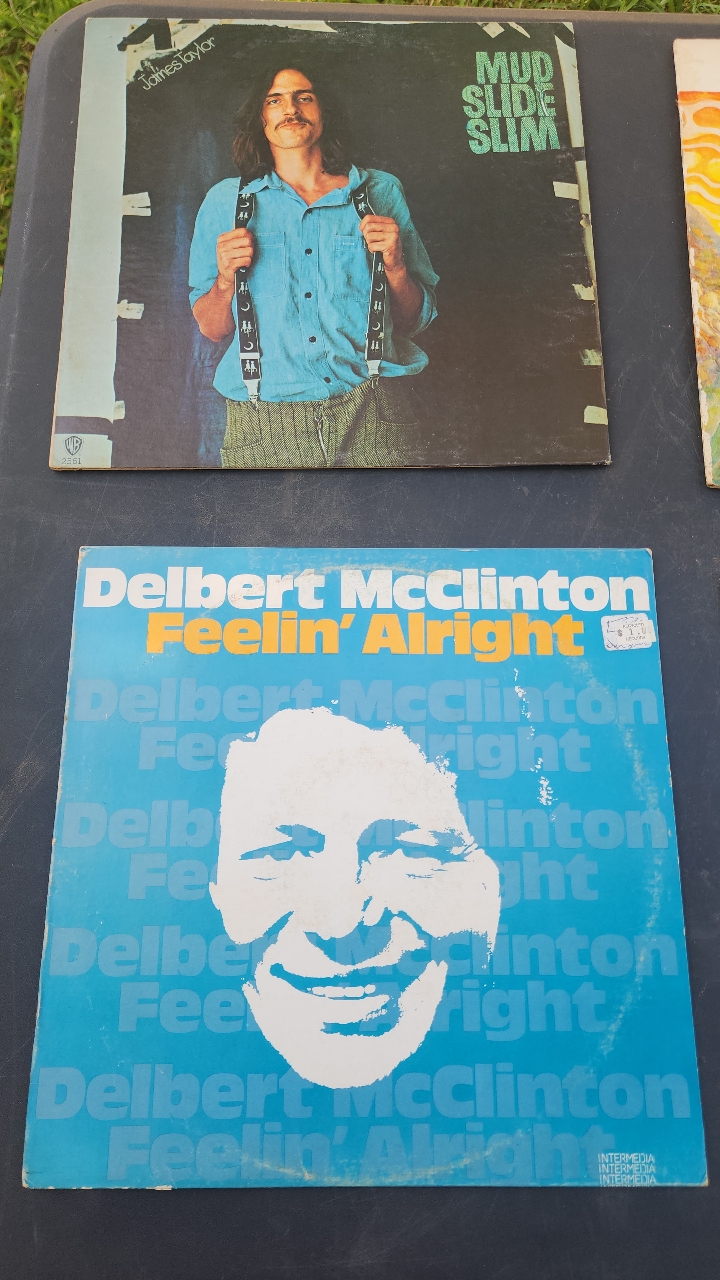 James Taylor
MUD
SLIDE
SLIM
WB
2561
Delbert McClinton
Feelin' Alright
Delbert McClinton
Feelin' Alright
Delbert McClinton
Feelin' Alright
Delbert McClinton
Feelin' Alright
Delbert McClinton
Feelin' Alright
INTERMEDIA
INTERMEDIA
INTERMEDIA